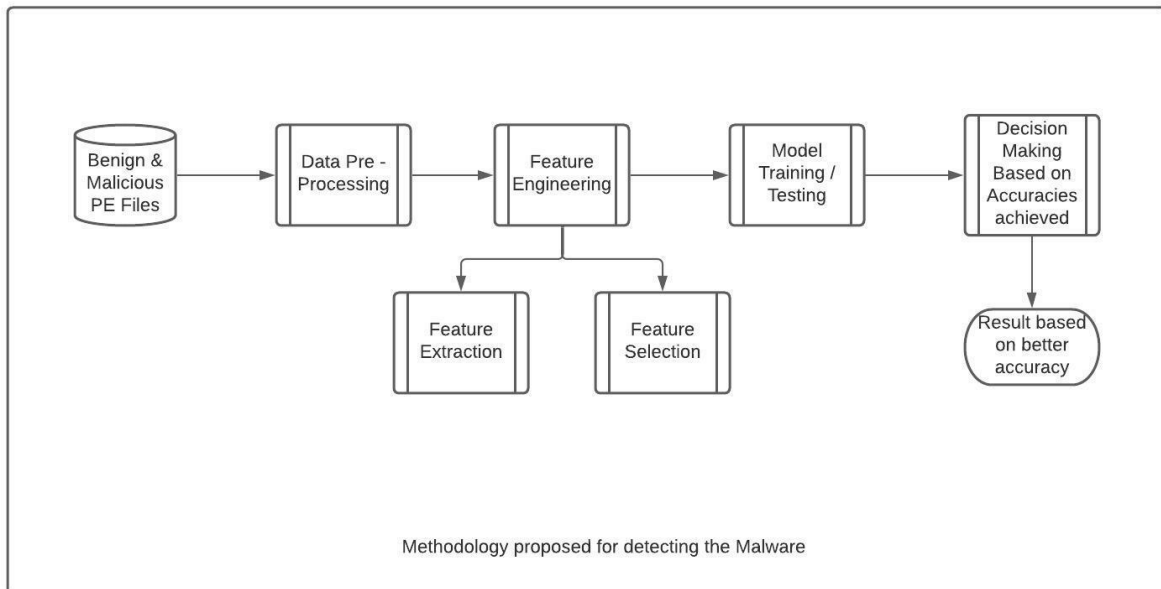 Benign &
Malicious
PE Files
Data Pre -
Processing
Feature
Engineering
Model
Training /
Testing
Decision
Making
Based on
Accuracies
achieved
Feature
Extraction
Feature
Selection
Result based
on better
accuracy
Methodology proposed for detecting the Malware